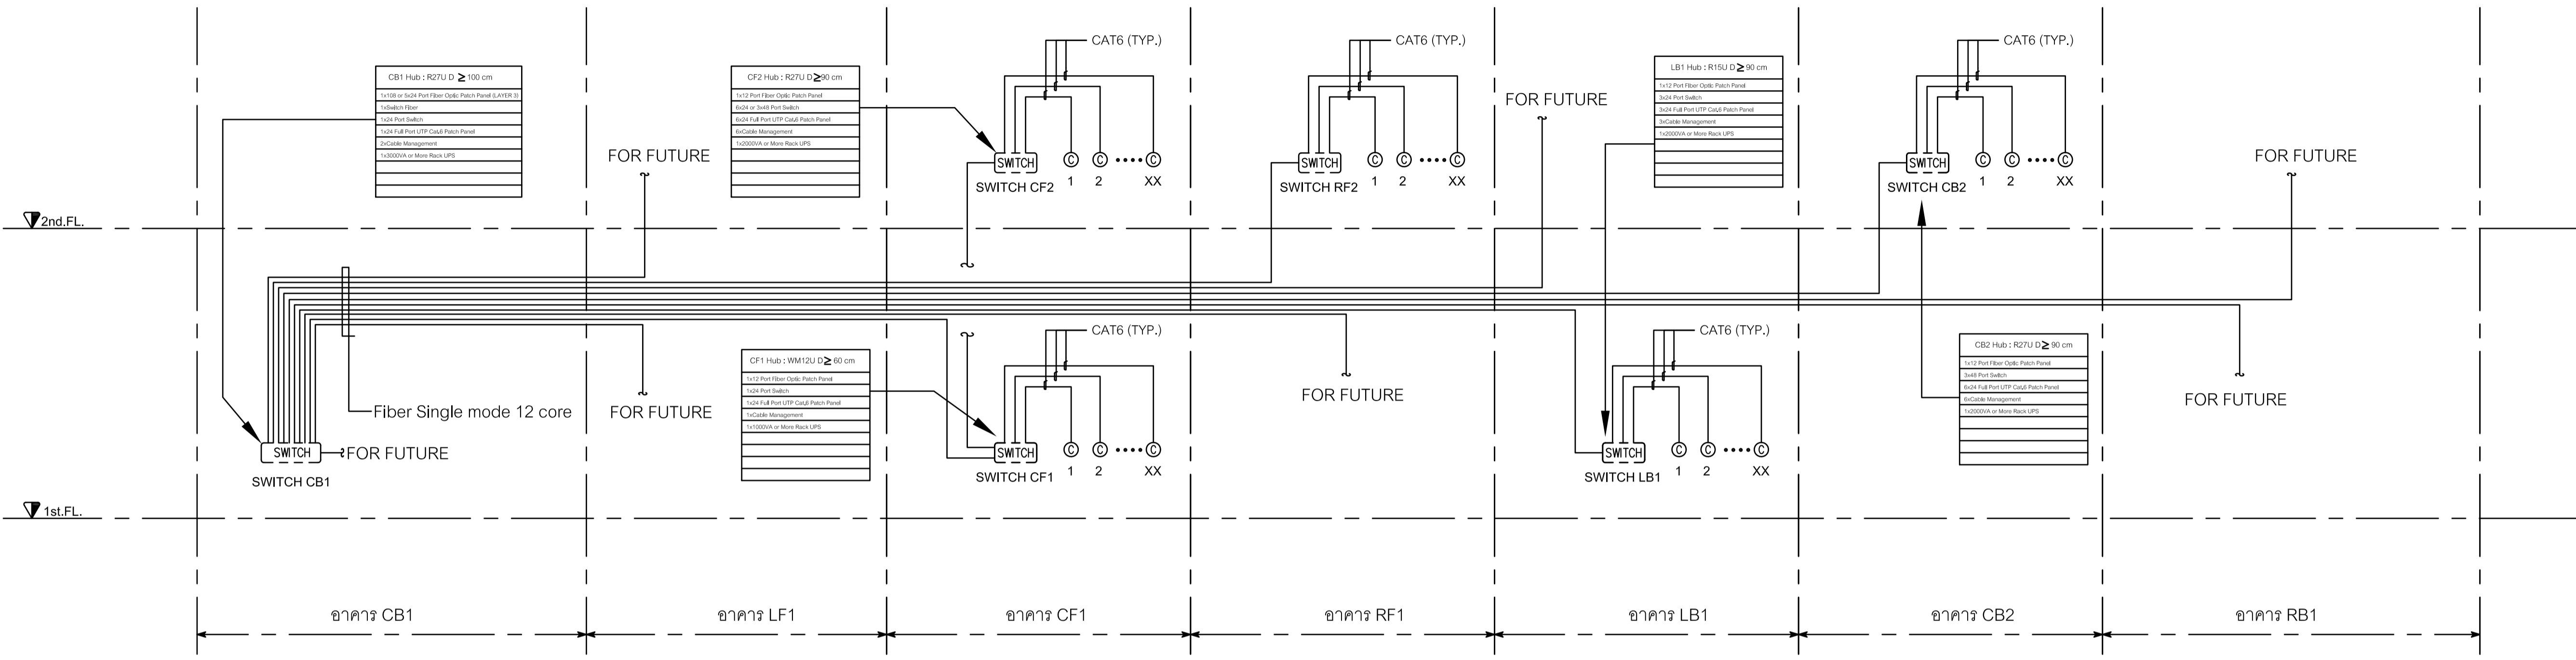 CAT6 (TYP.)
CAT6 (TYP.)
CAT6 (TYP.)
CB1 Hub : R27U D ≥ 100 cm
1x108 or 5x24 Port Fiber Optic Patch Panel (LAYER 3)
1xSwitch Fiber
1x24 Port Switch
1x24 Full Port UTP Cat,6 Patch Panel
2xCable Management
1x3000VA or More Rack UPS
CF2 Hub : R27U D≥90 cm
1x12 Port Fiber Optic Patch Panel
6x24 or 3x48 Port Switch
6x24 Full Port UTP Cat,6 Patch Panel
6xCable Management
1x2000VA or More Rack UPS
LB1 Hub : R15U D≥ 90 cm
1x12 Port Fiber Optic Patch Panel
3x24 Port Switch
3x24 Full Port UTP Cat,6 Patch Panel
3xCable Management
1x2000VA or More Rack UPS
FOR FUTURE
FOR FUTURE
FOR FUTURE
SWITCH
C C C
SWITCH CF2
1 2 XX
SWITCH
C C C
SWITCH RF2
1 2 XX
SWITCH
C C C
SWITCH CB2
1 2 XX
2nd.FL.
CAT6 (TYP.)
CAT6 (TYP.)
CF1 Hub : WM12U D≥ 60 cm
1x12 Port Fiber Optic Patch Panel
1x24 Port Switch
1x24 Full Port UTP Cat,6 Patch Panel
1xCable Management
1x1000VA or More Rack UPS
CB2 Hub : R27U D≥ 90 cm
1x12 Port Fiber Optic Patch Panel
3x48 Port Switch
6x24 Full Port UTP Cat,6 Patch Panel
6xCable Management
1x2000VA or More Rack UPS
Fiber Single mode 12 core
FOR FUTURE
FOR FUTURE
FOR FUTURE
SWITCH
FOR FUTURE
SWITCH CB1
SWITCH
C C C
SWITCH CF1
1 2 XX
SWITCH
C C C
SWITCH LB1
1 2 XX
1st.FL.
อาคาร CB1
อาคาร LF1
อาคาร CF1
อาคาร RF1
อาคาร LB1
อาคาร CB2
อาคาร RB1